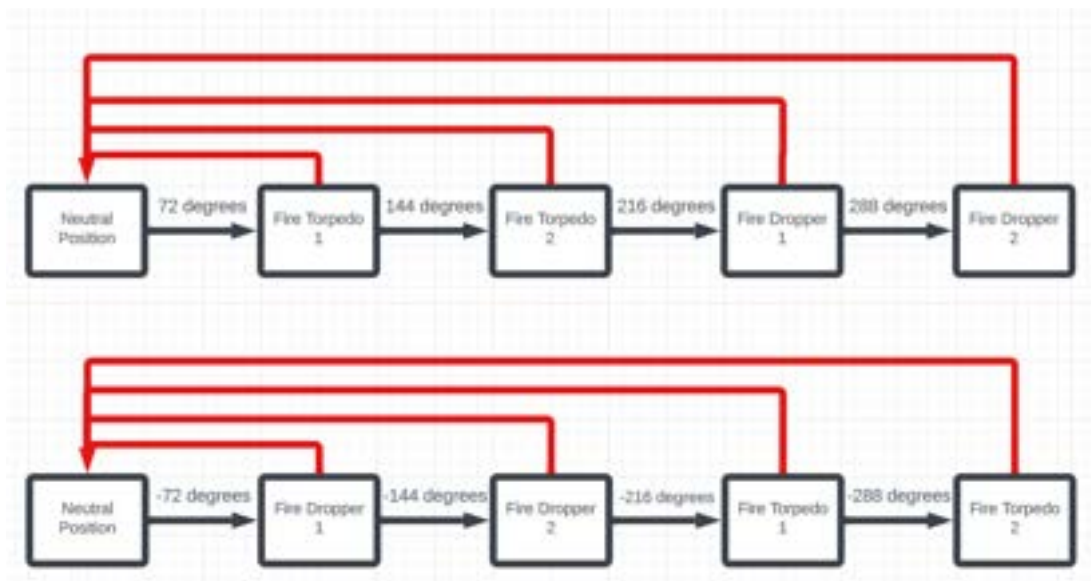 72 degrees
144 degrees
216 degrees
288 degrees
Neutral
Position
Fire Torpedo
1
Fire Torpedo
2
Fire Dropper
1
Fire Dropper
2
-72 degrees
-144 degrees
-216 degrees
-288 degrees
Neutral
Position
Fire Dropper
1
Fire Dropper
2
Fire Torpedo
1
Fire Torpedo
2